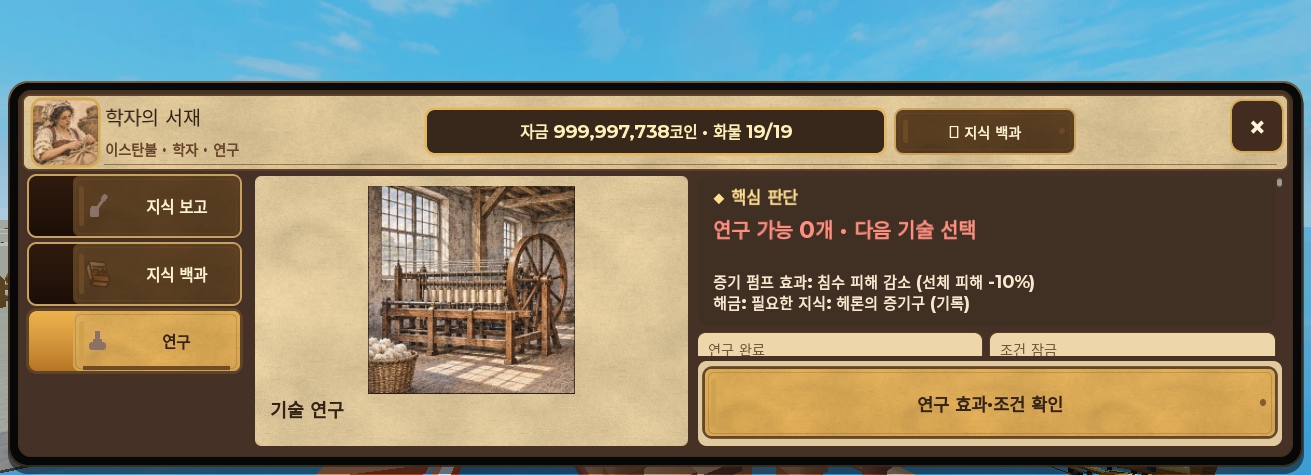 학자의 서재
이스탄불 · 학자 · 연구
자금 999,997,738코인 · 화물 19/19
지식 백과
×
지식 보고
지식 백과
연구
기술 연구
◆ 핵심 판단
연구 가능 0개 · 다음 기술 선택
증기 펌프 효과: 침수 피해 감소 (선체 피해 -10%)
해금: 필요한 지식: 헤론의 증기구 (기록)
연구 완료
조건 잠금
연구 효과·조건 확인